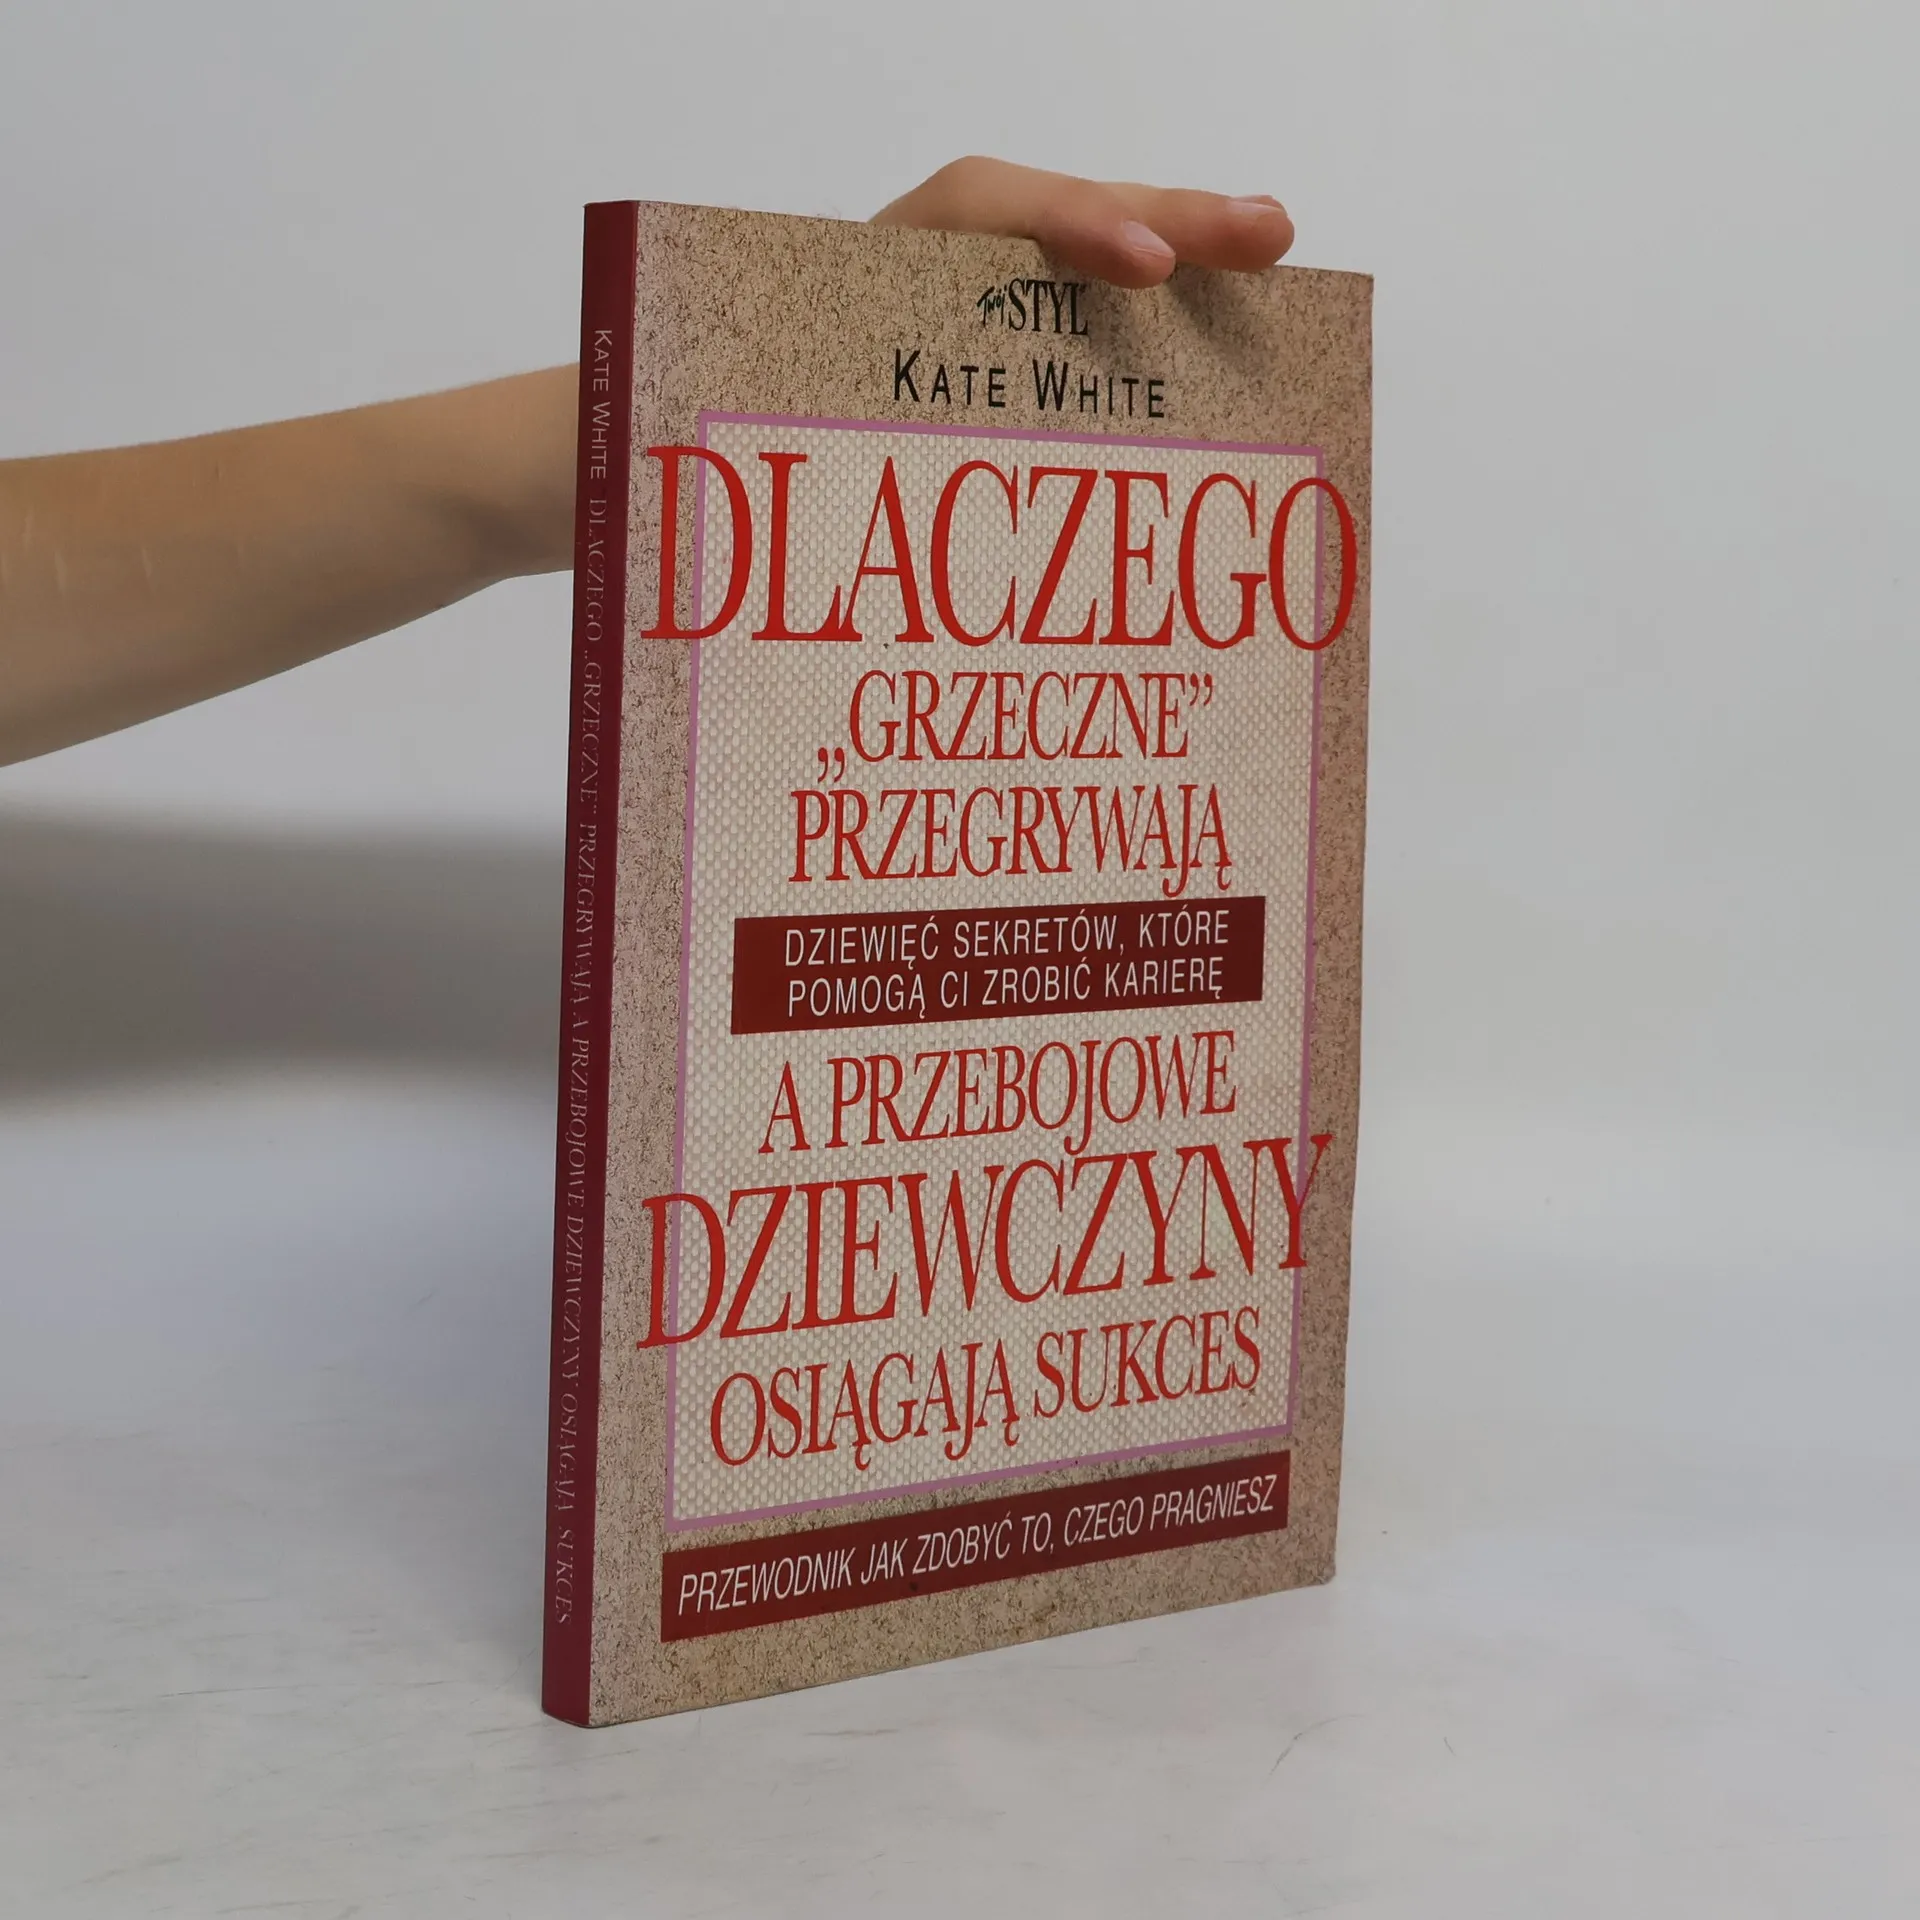 Twój STYL
KATE WHITE
DLACZEGO
„GRZECZNE”
PRZEGRYWAJĄ
DZIEWIĘĆ SEKRETÓW, KTÓRE
POMOGĄ CI ZROBIĆ KARIERĘ
A PRZEBOJOWE
DZIEWCZYNY
OSIĄGAJĄ SUKCES
PRZEWODNIK JAK ZDOBYĆ TO, CZEGO PRAGNIESZ
KATE WHITE DLACZEGO „GRZECZNE” PRZEGRYWAJĄ A PRZEBOJOWE DZIEWCZYNY OSIĄGAJĄ SUKCES